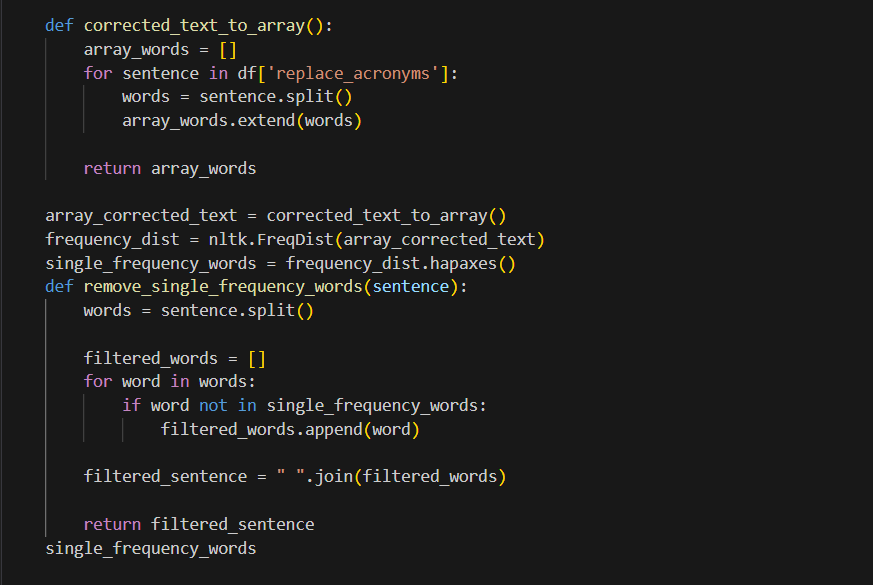 def corrected_text_to_array():
    array_words = []
    for sentence in df['replace_acronyms']:
        words = sentence.split()
        array_words.extend(words)

    return array_words

array_corrected_text = corrected_text_to_array()
frequency_dist = nltk.FreqDist(array_corrected_text)
single_frequency_words = frequency_dist.hapaxes()
def remove_single_frequency_words(sentence):
    words = sentence.split()

    filtered_words = []
    for word in words:
        if word not in single_frequency_words:
            filtered_words.append(word)

    filtered_sentence = " ".join(filtered_words)

    return filtered_sentence
single_frequency_words